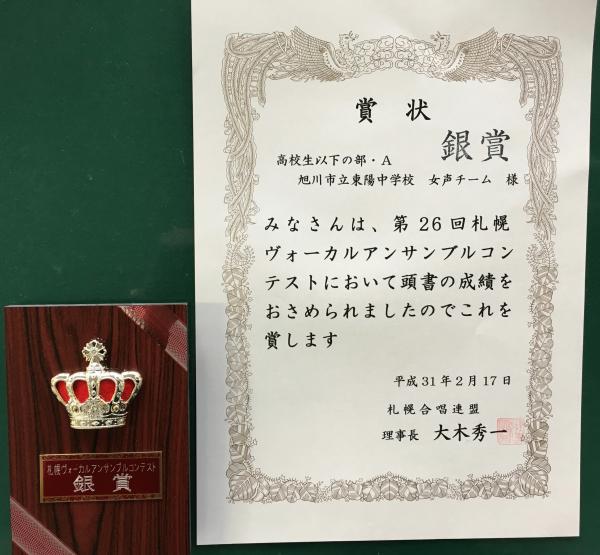 賞状
銀賞
高校生以下の部・A
旭川市立東陽中学校 女声チーム 様
みなさんは、第26回札幌
ヴォーカルアンサンブルコン
テストにおいて頭書の成績を
おさめられましたのでこれを
賞します
平成31年2月17日
札幌合唱連盟
理事長 大木秀一
札幌ヴォーカルアンサンブルコンテスト
銀賞